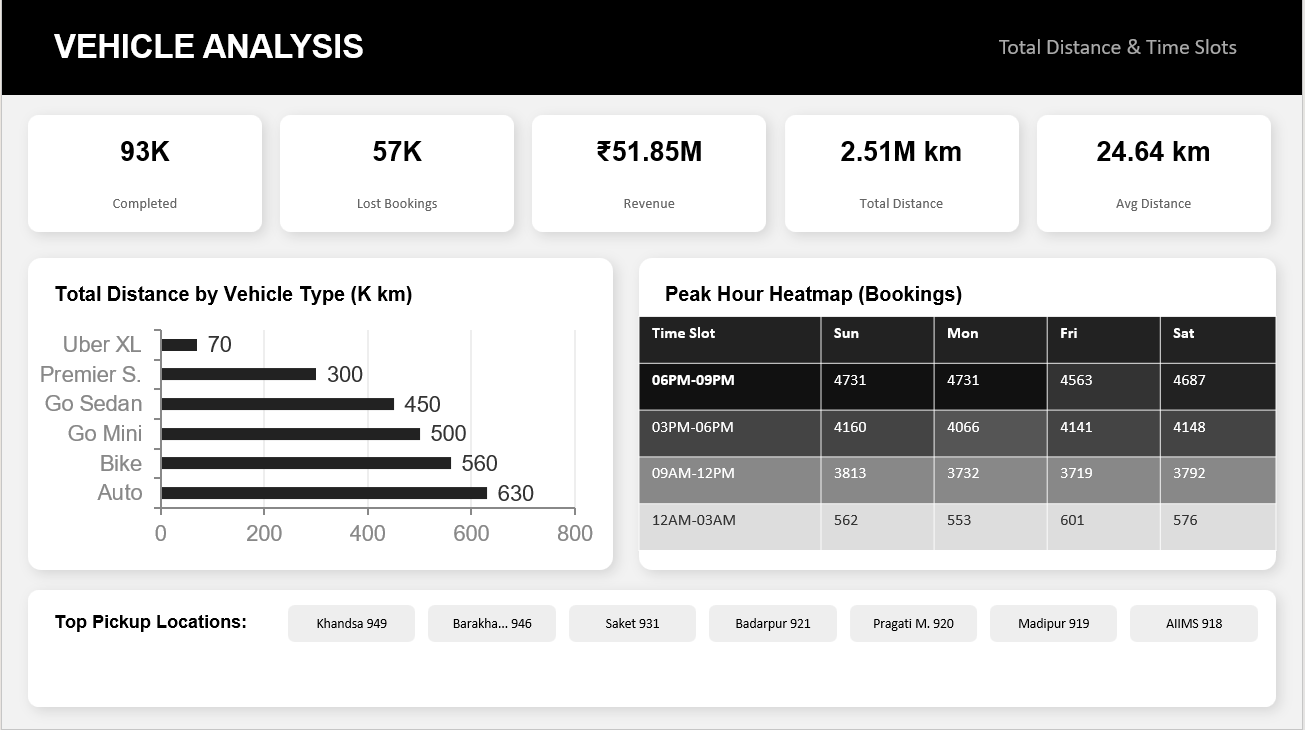 VEHICLE ANALYSIS
Total Distance & Time Slots
93K
Completed
57K
Lost Bookings
₹51.85M
Revenue
2.51M km
Total Distance
24.64 km
Avg Distance
Total Distance by Vehicle Type (K km)
Uber XL 70
Premier S. 300
Go Sedan 450
Go Mini 500
Bike 560
Auto 630
0 200 400 600 800
Peak Hour Heatmap (Bookings)
Time Slot Sun Mon Fri Sat
06PM-09PM 4731 4731 4563 4687
03PM-06PM 4160 4066 4141 4148
09AM-12PM 3813 3732 3719 3792
12AM-03AM 562 553 601 576
Top Pickup Locations: Khandsa 949 Barakha... 946 Saket 931 Badarpur 921 Pragati M. 920 Madipur 919 AIIMS 918